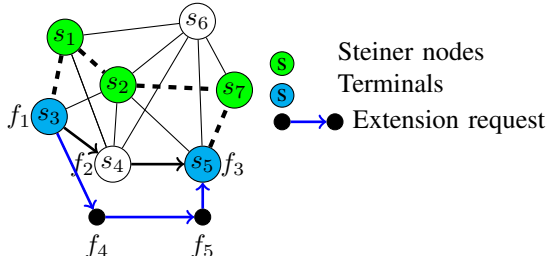 s6
s1
s2
s7
f1 s3
f2 s4
s5 f3
f4
f5
s Steiner nodes
s Terminals
Extension request